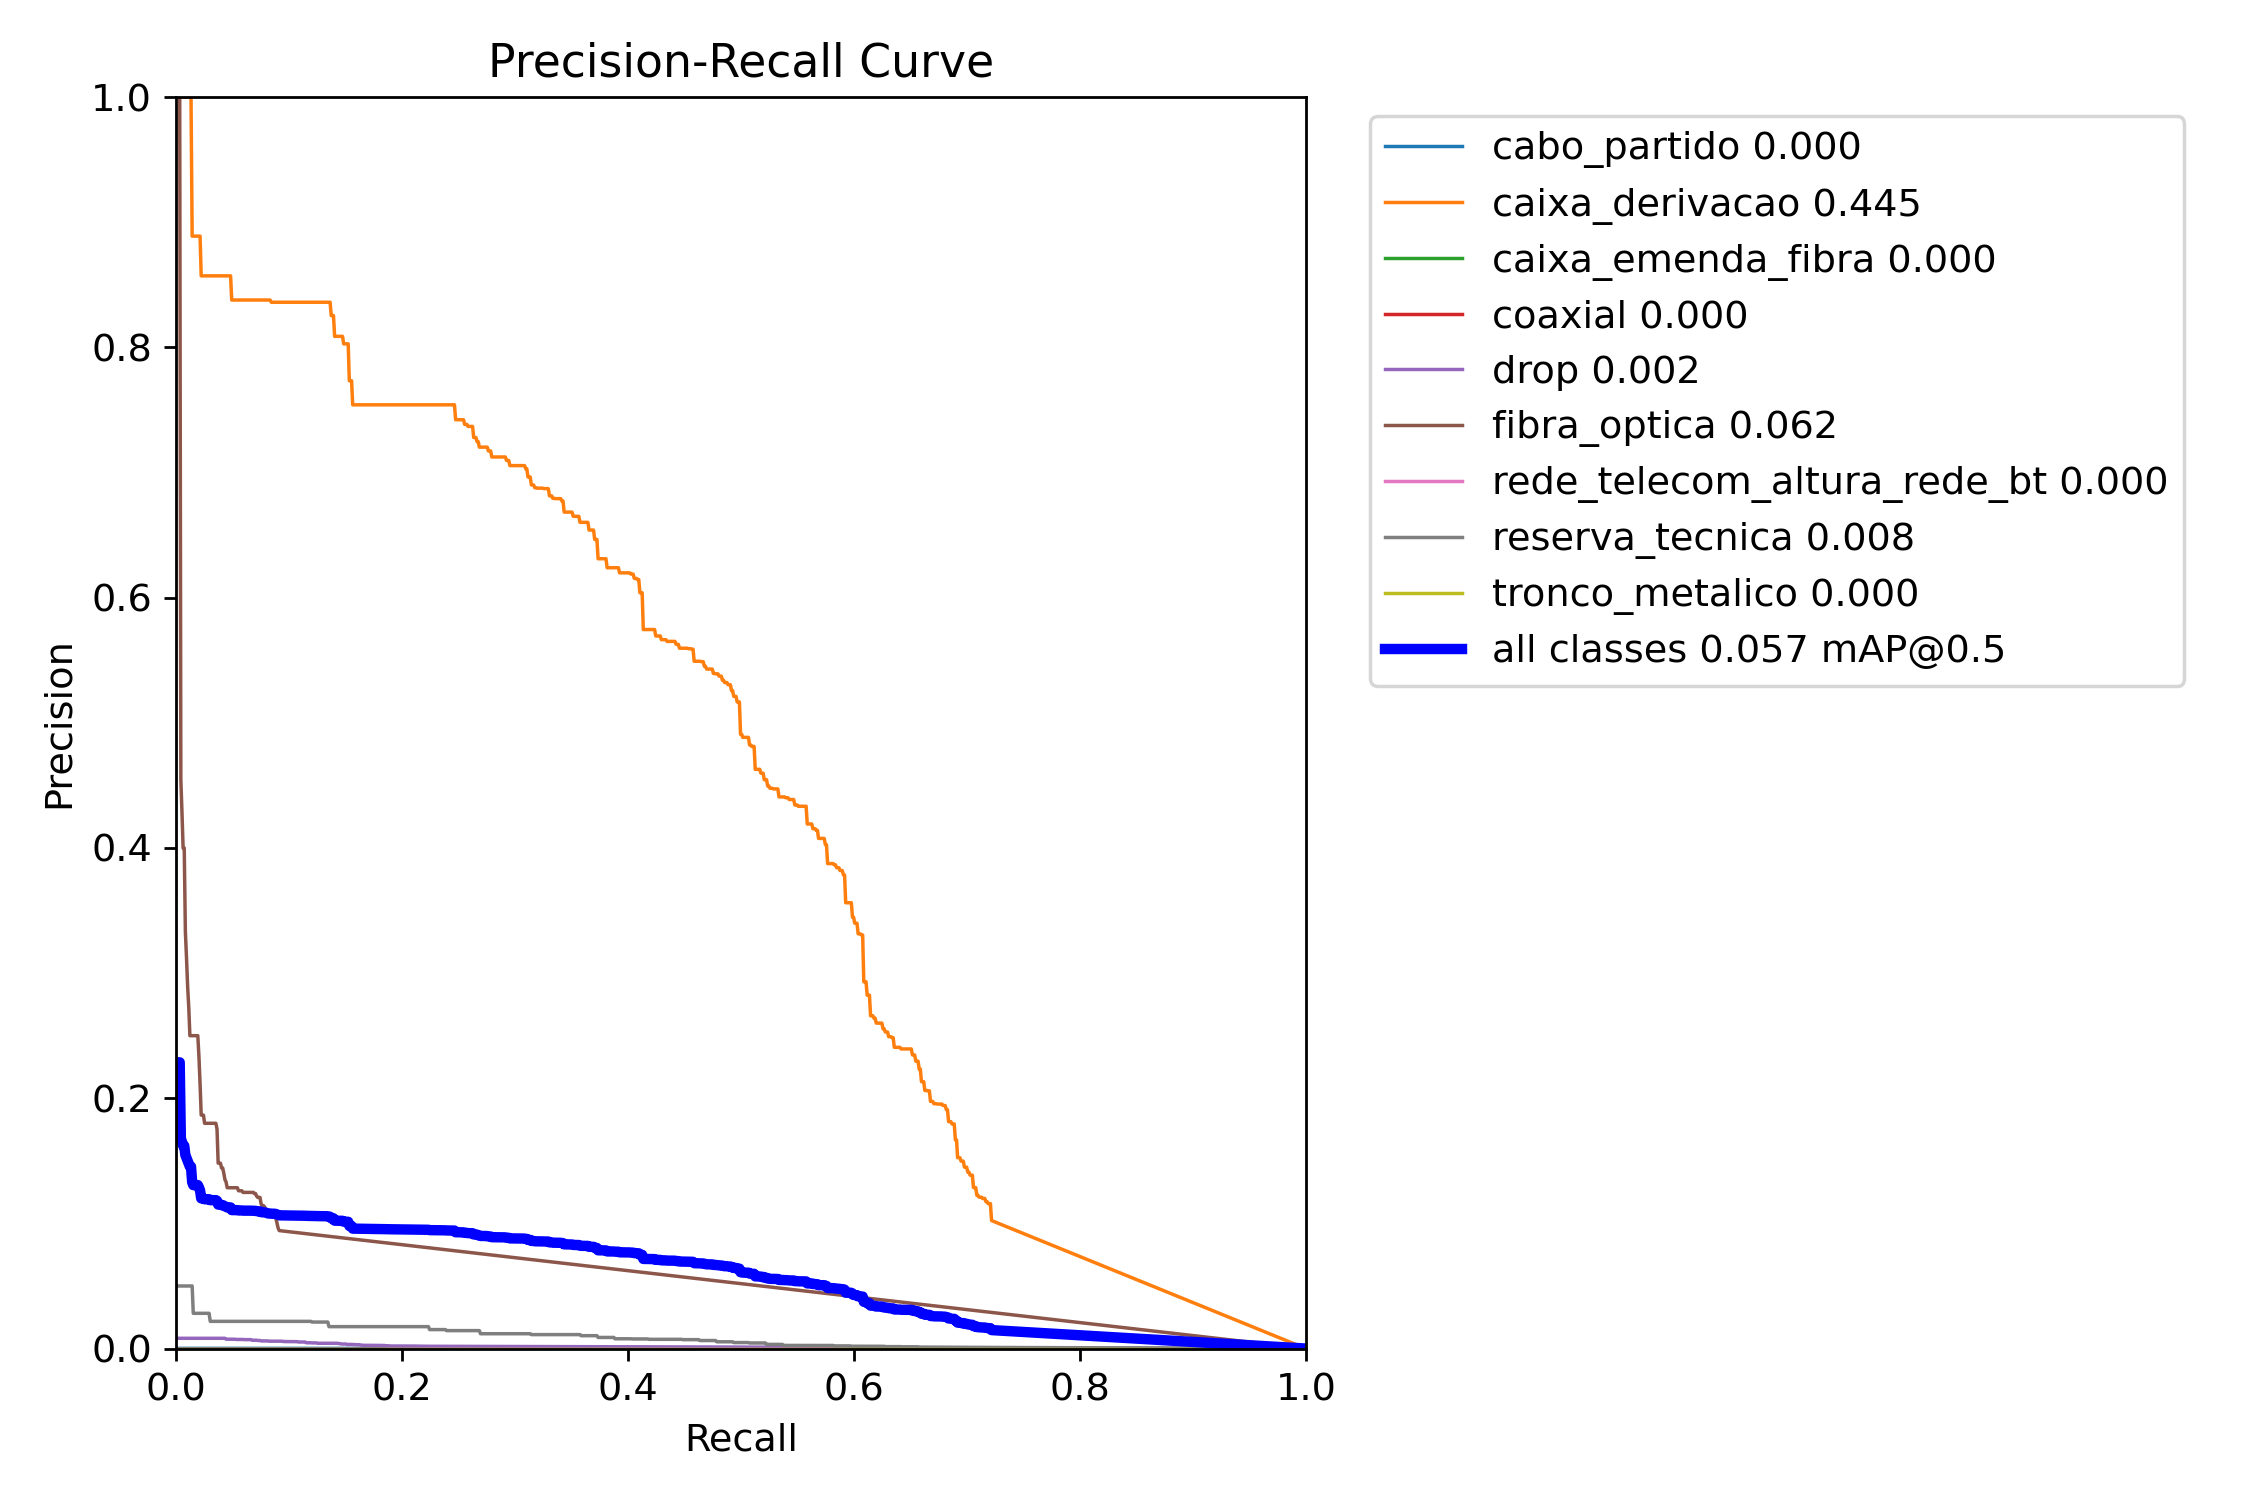 Precision-Recall Curve
1.0
0.8
0.6
0.4
0.2
0.0
Precision
0.0 0.2 0.4 0.6 0.8 1.0
Recall
cabo_partido 0.000
caixa_derivacao 0.445
caixa_emenda_fibra 0.000
coaxial 0.000
drop 0.002
fibra_optica 0.062
rede_telecom_altura_rede_bt 0.000
reserva_tecnica 0.008
tronco_metalico 0.000
all classes 0.057 mAP@0.5